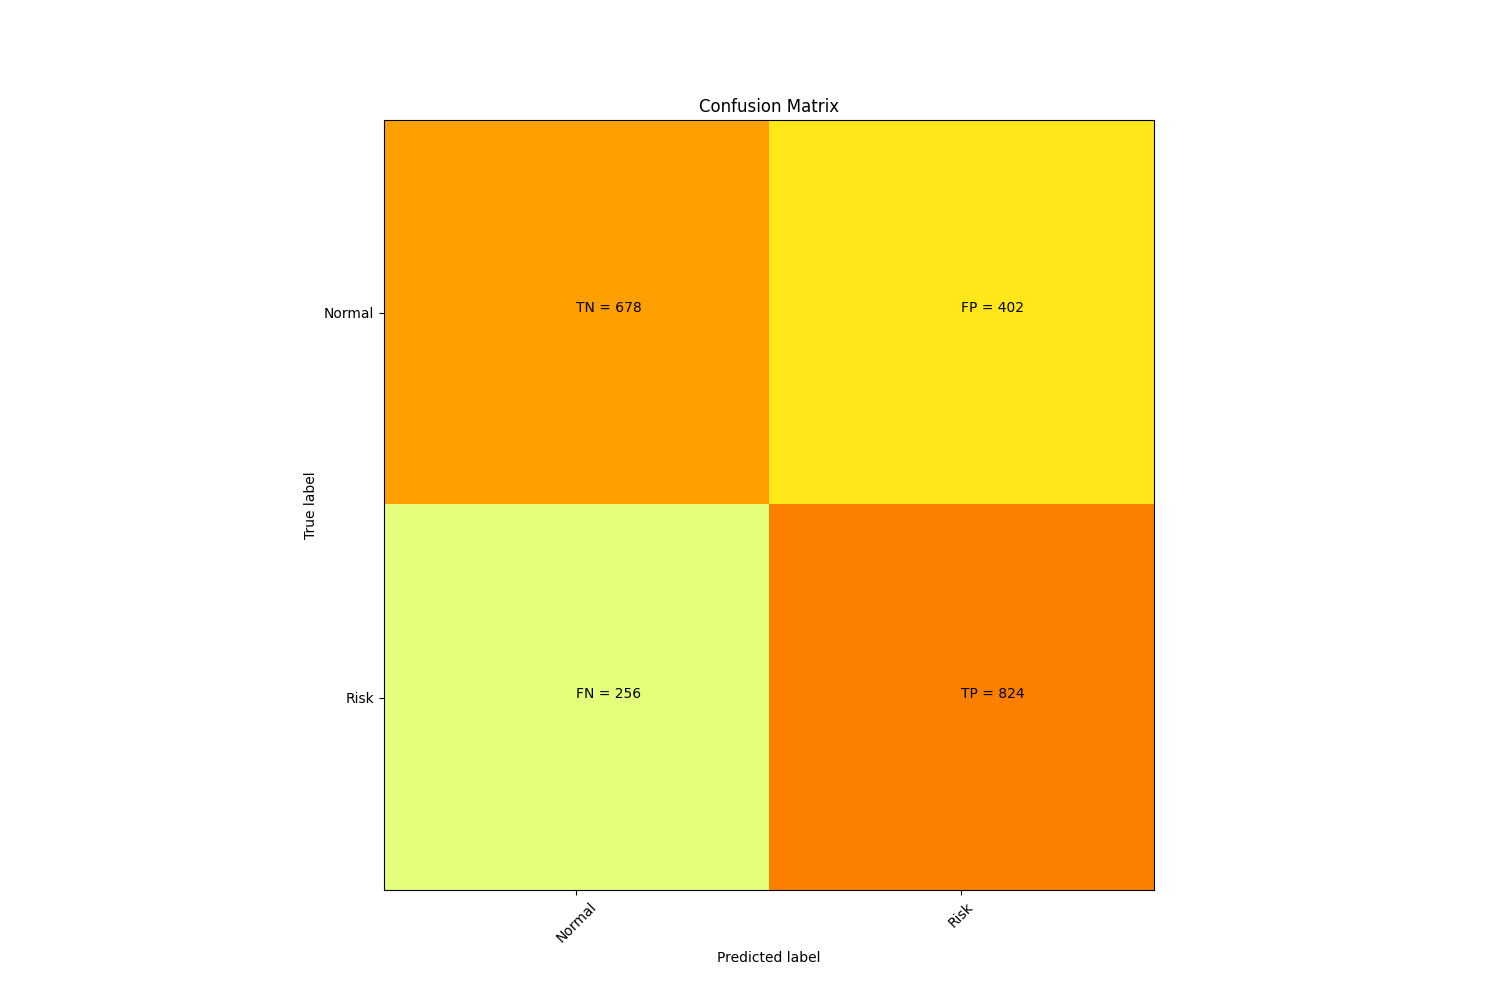 Confusion Matrix
TN = 678
FP = 402
Normal
True label
FN = 256
TP = 824
Risk
Normal
Risk
Predicted label